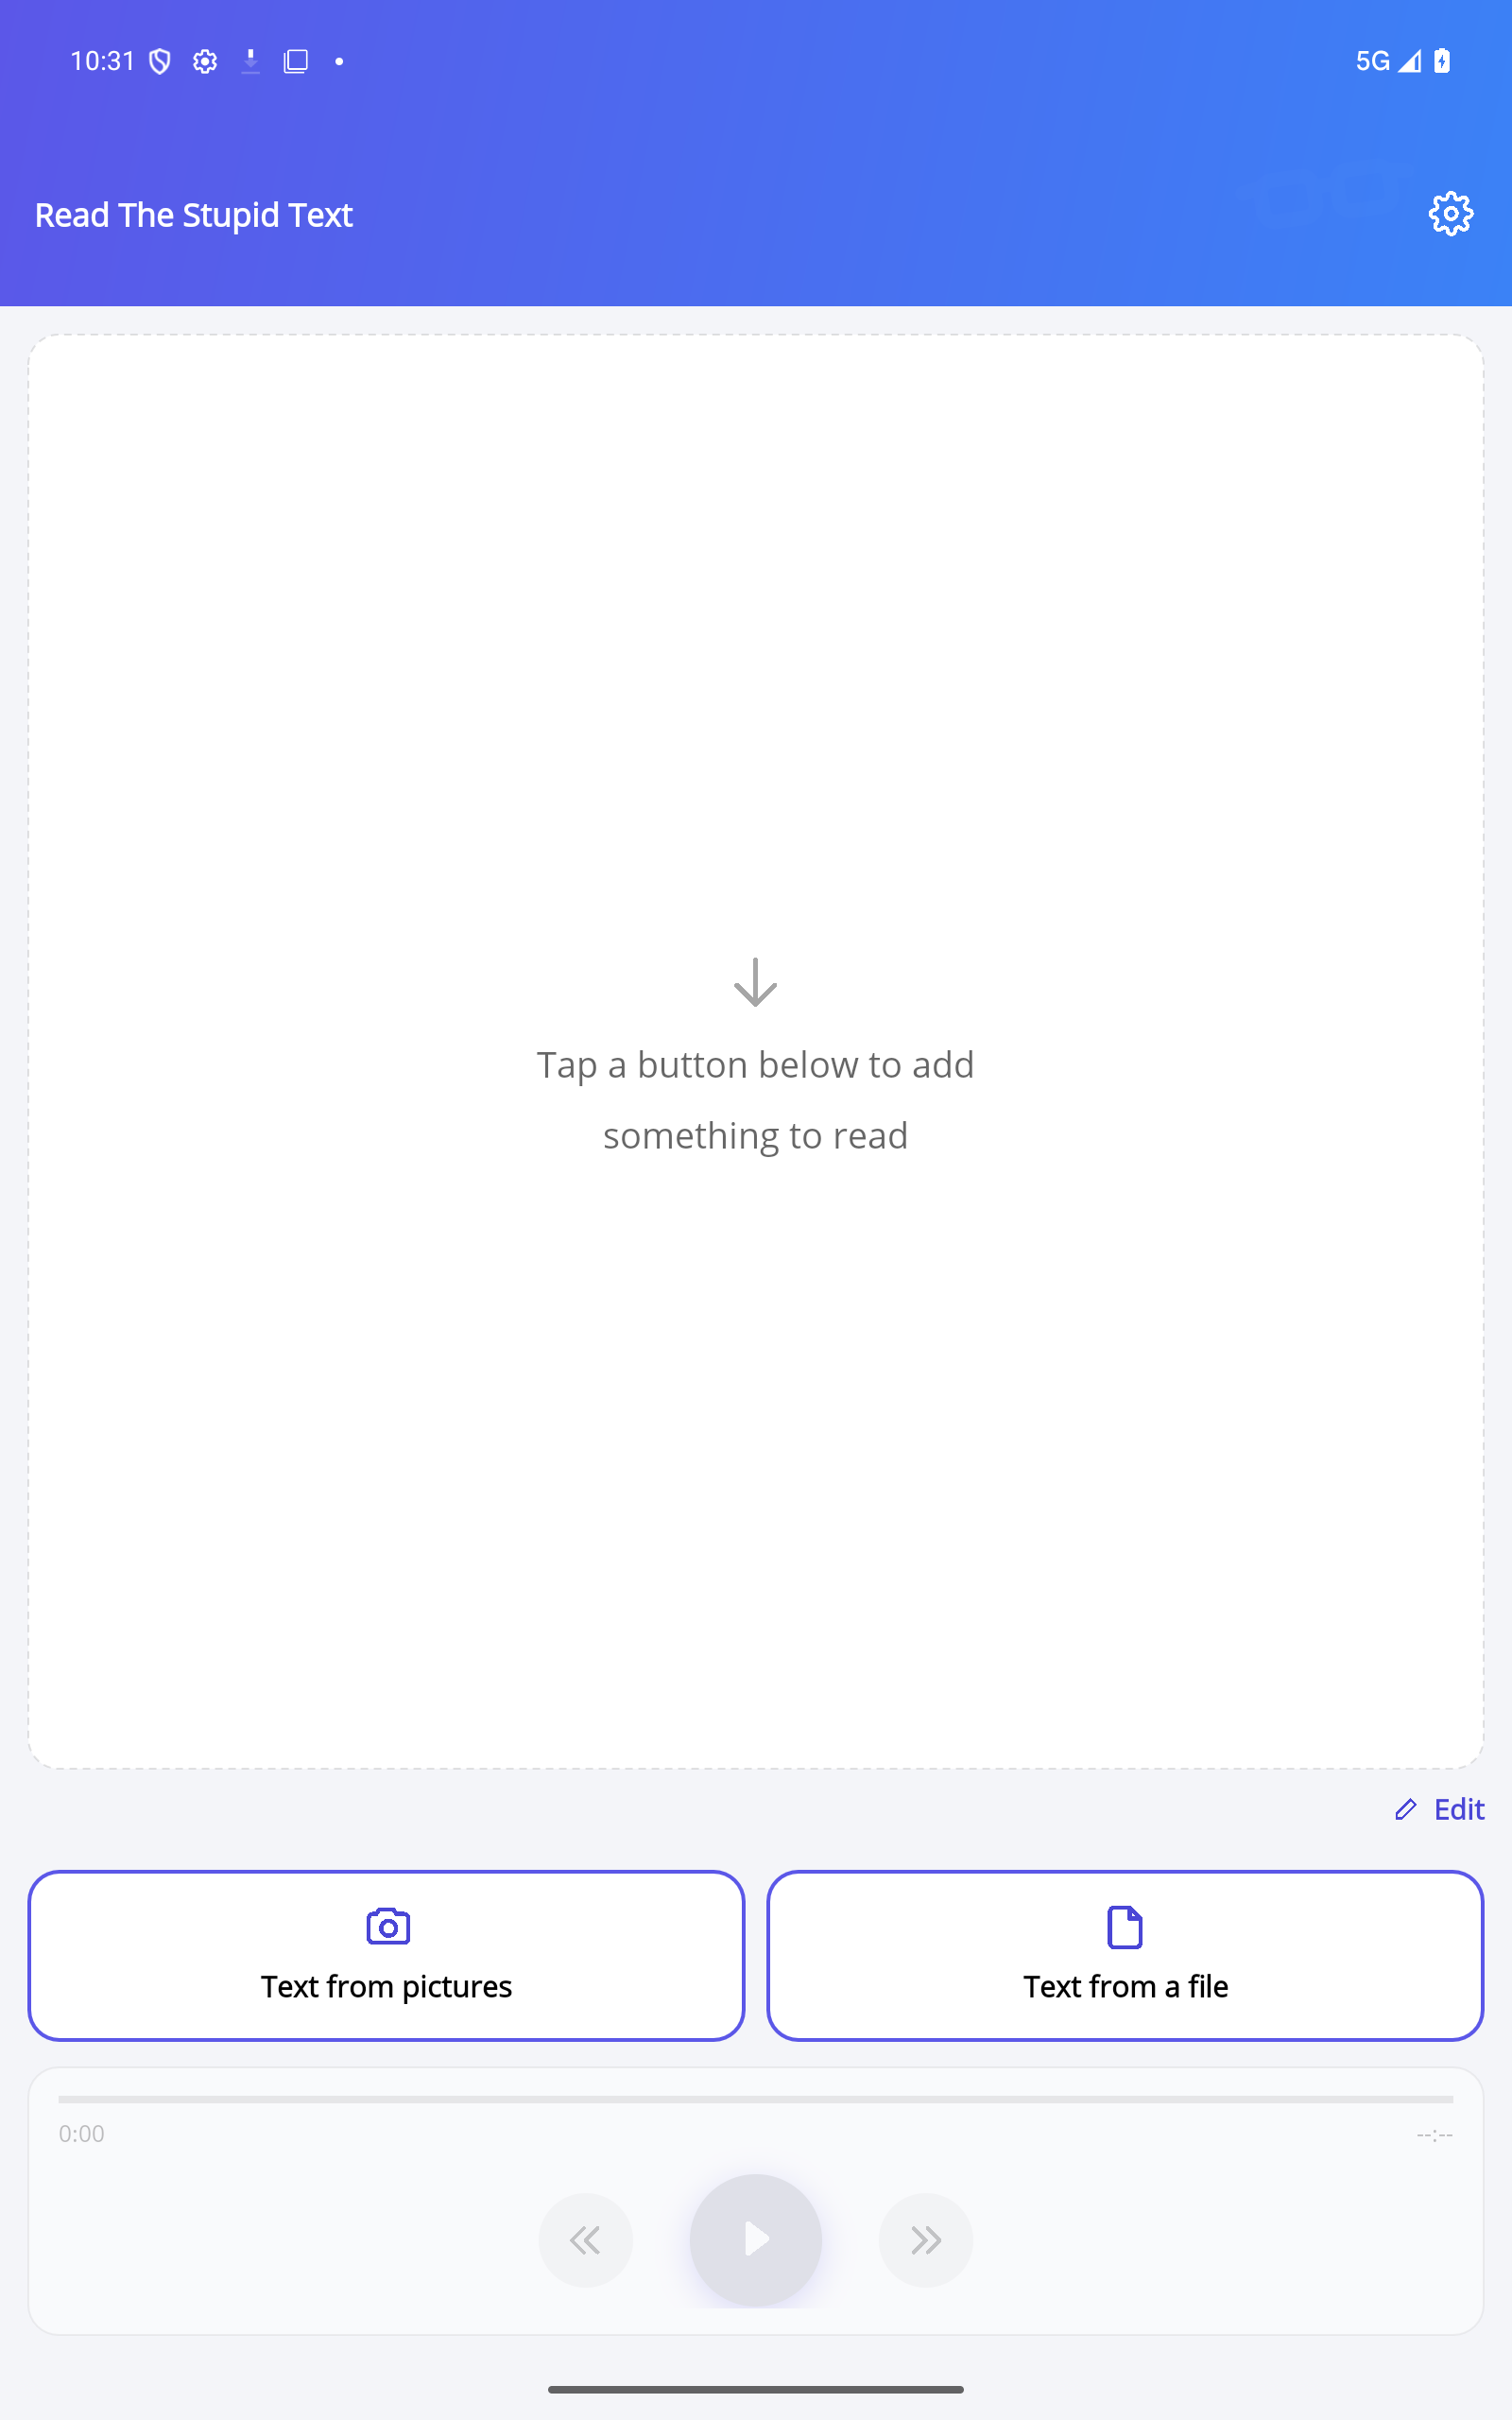 10:31
5G
Read The Stupid Text
Tap a button below to add
something to read
Edit
Text from pictures
Text from a file
0:00
--:--